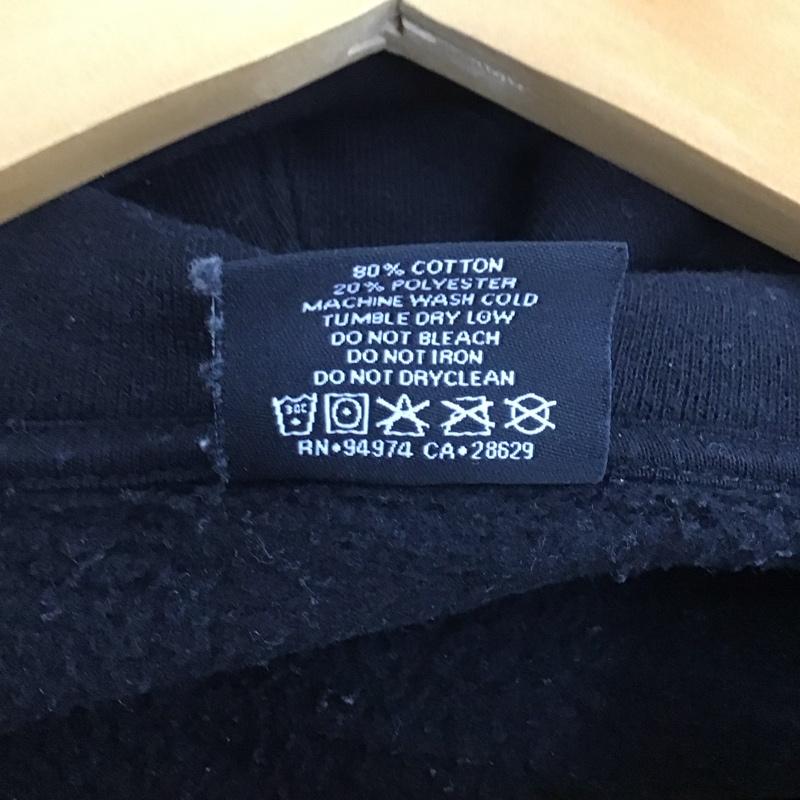 80% COTTON
20% POLYESTER
MACHINE WASH COLD
TUMBLE DRY LOW
DO NOT BLEACH
DO NOT IRON
DO NOT DRYCLEAN
30C
RN•94974 CA•28629